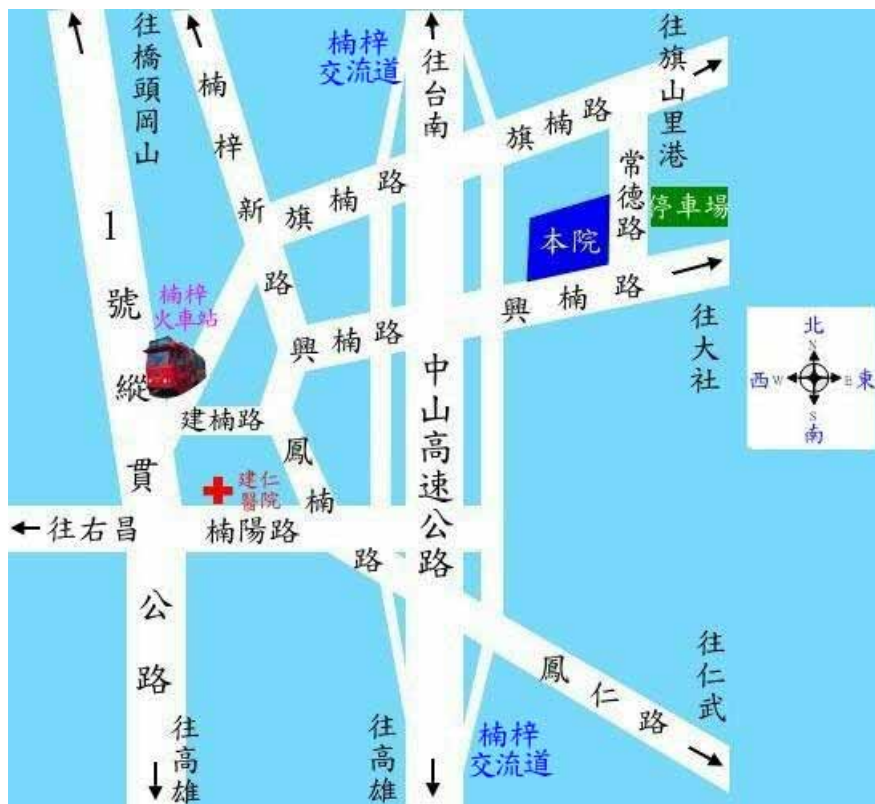 往橋頭岡山
楠梓新路
楠梓
交流道
往台南
旗楠路
旗楠路
往旗山里港
常德路
停車場
本院
1號縱貫公路
楠梓
火車站
興楠路
興楠路
往大社
中山高速公路
北
N
西 W
E 東
S
南
建楠路
鳳楠路
建仁
醫院
往右昌
楠陽路
鳳仁路
往仁武
往高雄
往高雄
楠梓
交流道